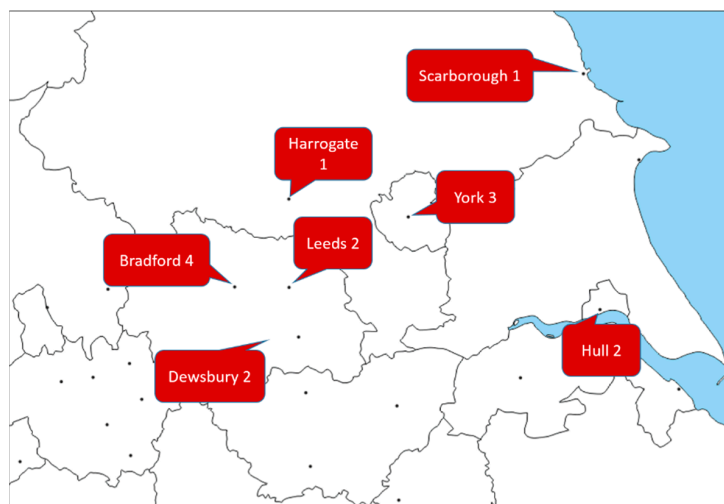 Scarborough 1
Harrogate
1
York 3
Leeds 2
Bradford 4
Hull 2
Dewsbury 2